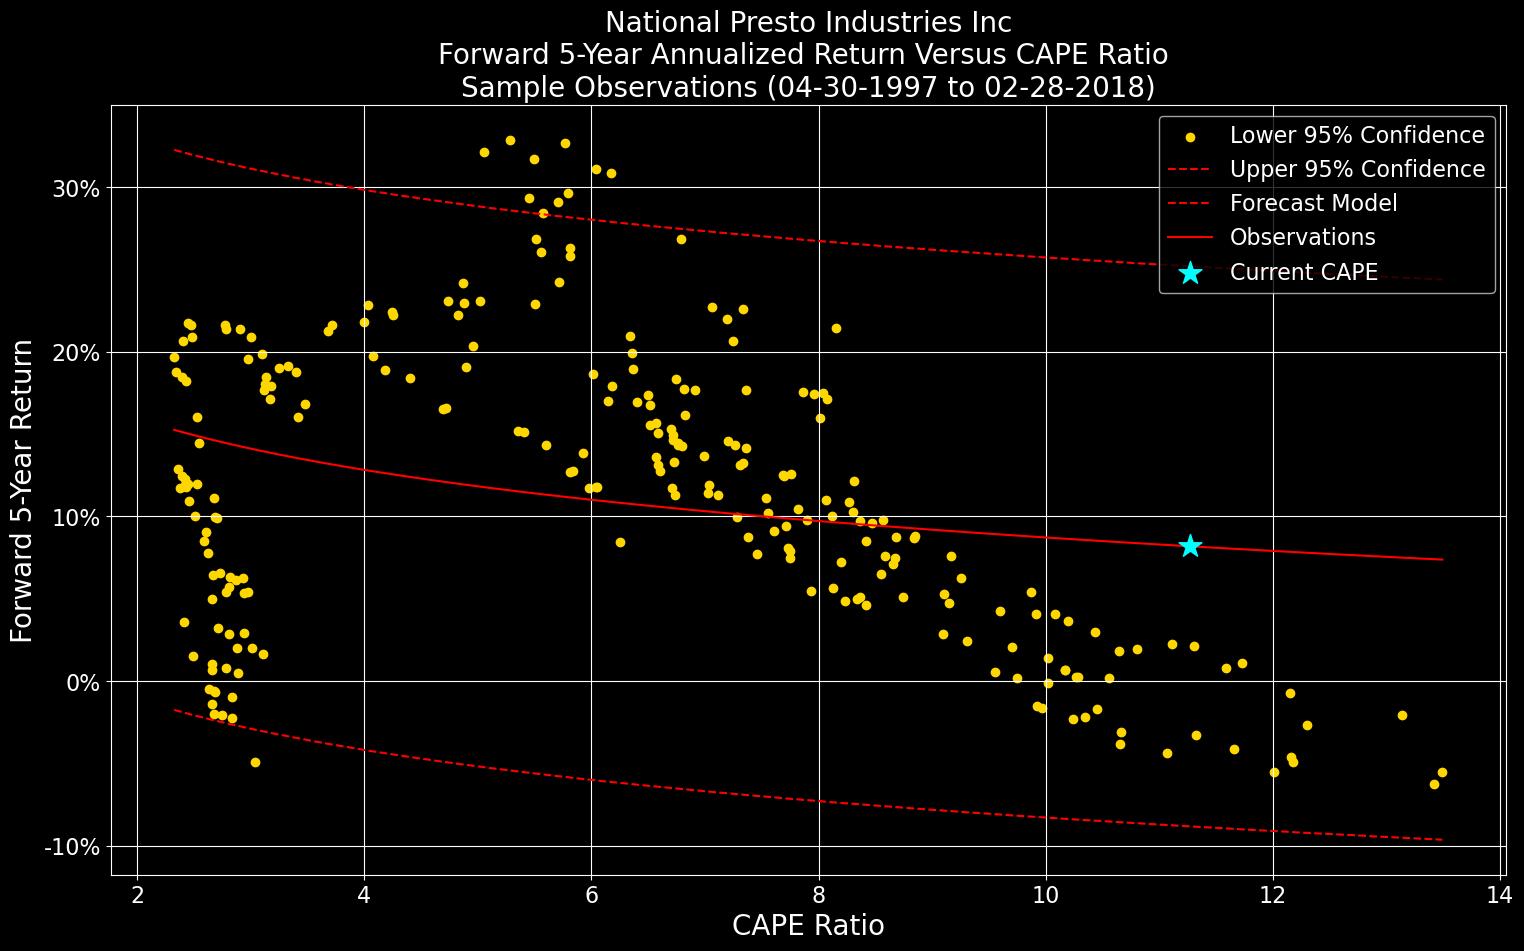 National Presto Industries Inc
Forward 5-Year Annualized Return Versus CAPE Ratio
Sample Observations (04-30-1997 to 02-28-2018)
Lower 95% Confidence
Upper 95% Confidence
Forecast Model
Observations
Current CAPE
Forward 5-Year Return
30%
20%
10%
0%
-10%
2 4 6 8 10 12 14
CAPE Ratio